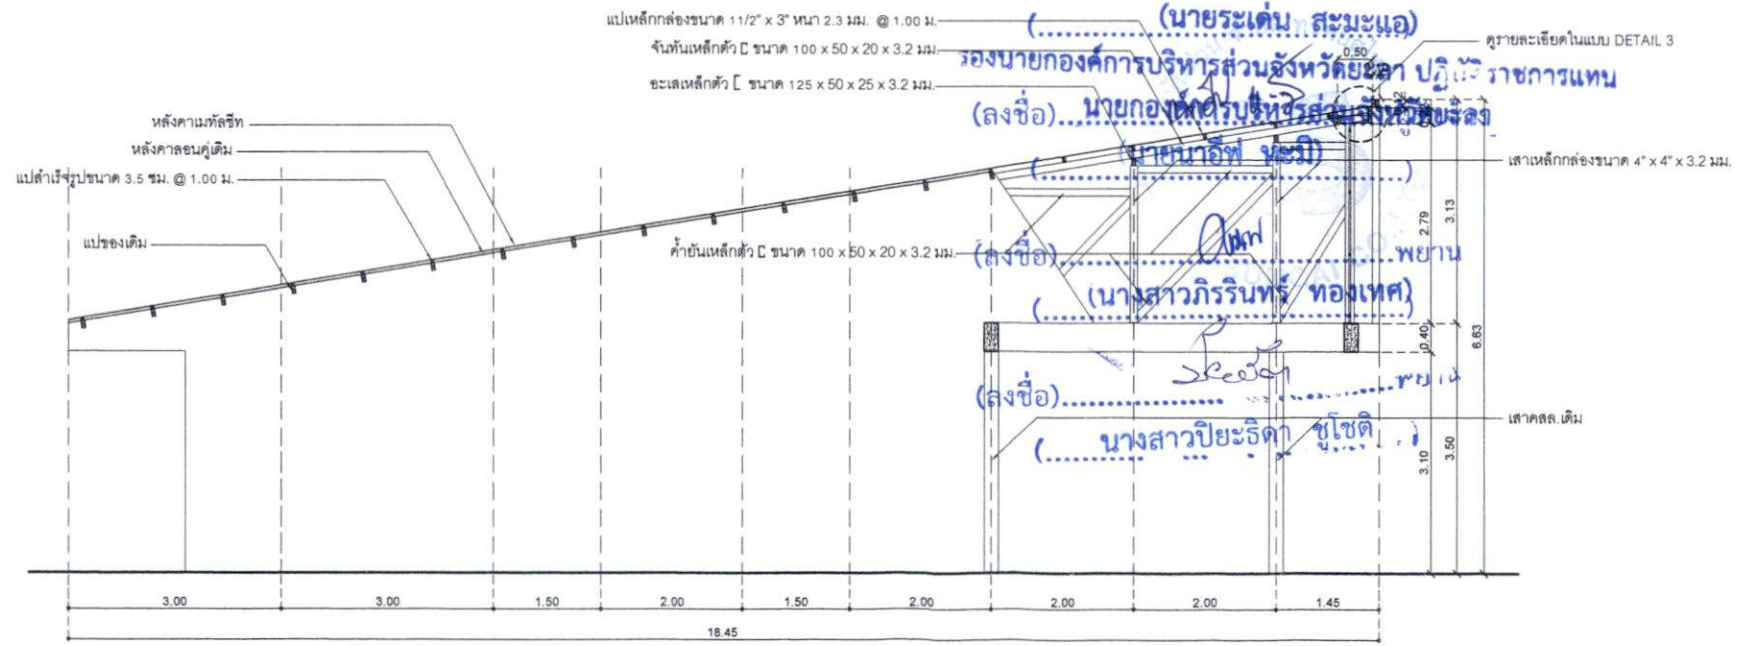 แปเหล็กกล่องขนาด 11/2" x 3" หนา 2.3 มม. @ 1.00 ม.
(นายระเด่น สะมะแอ)
จันทันเหล็กตัว C ขนาด 100 x 50 x 20 x 3.2 มม.
รองนายกองค์การบริหารส่วนจังหวัดยะลา ปฏิบัติราชการแทน
ดูรายละเอียดในแบบ DETAIL 3
0.50
อะเสเหล็กตัว [ ขนาด 125 x 50 x 25 x 3.2 มม.
(ลงชื่อ) นายกองค์การบริหารส่วนจังหวัดยะลา
หลังคาเมทัลชีท
หลังคาลอนคู่เดิม
เสาเหล็กกล่องขนาด 4" x 4" x 3.2 มม.
แปสำเร็จรูปขนาด 3.5 ซม. @ 1.00 ม.
2.79
3.13
แปของเดิม
ค้ำยันเหล็กตัว C ขนาด 100 x 50 x 20 x 3.2 มม.
(ลงชื่อ) พยาน
(นางสาวภิรรินทร์ ทองเทศ)
0.40
6.63
(ลงชื่อ) พยาน
เสาคสล.เดิม
(นางสาวปิยะธิดา ชูโชติ)
3.10
3.50
3.00 3.00 1.50 2.00 1.50 2.00 2.00 2.00 1.45
18.45